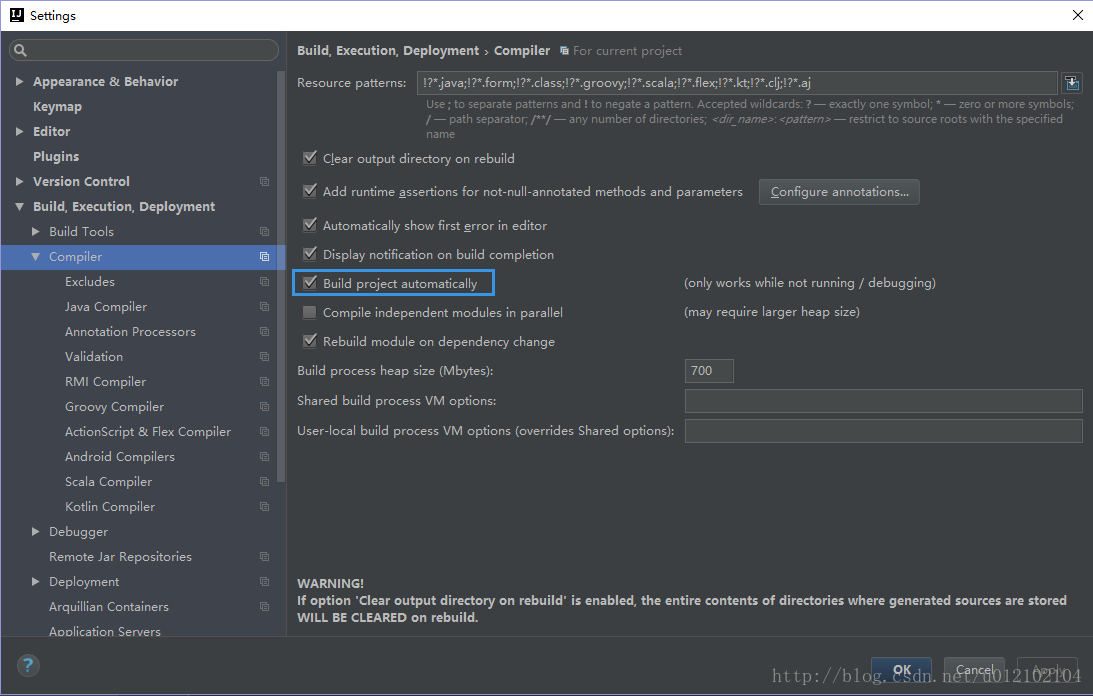 Settings
Appearance & Behavior
Keymap
Editor
Plugins
Version Control
Build, Execution, Deployment
Build Tools
Compiler
Excludes
Java Compiler
Annotation Processors
Validation
RMI Compiler
Groovy Compiler
ActionScript & Flex Compiler
Android Compilers
Scala Compiler
Kotlin Compiler
Debugger
Remote Jar Repositories
Deployment
Arquillian Containers
Application Servers
Build, Execution, Deployment › Compiler For current project
Resource patterns: !?*.java;!?*.form;!?*.class;!?*.groovy;!?*.scala;!?*.flex;!?*.kt;!?*.clj;!?*.aj
Use ; to separate patterns and ! to negate a pattern. Accepted wildcards: ? — exactly one symbol; * — zero or more symbols;
/ — path separator; /**/ — any number of directories; <dir_name>:<pattern> — restrict to source roots with the specified
name
Clear output directory on rebuild
Add runtime assertions for not-null-annotated methods and parameters Configure annotations...
Automatically show first error in editor
Display notification on build completion
Build project automatically (only works while not running / debugging)
Compile independent modules in parallel (may require larger heap size)
Rebuild module on dependency change
Build process heap size (Mbytes): 700
Shared build process VM options:
User-local build process VM options (overrides Shared options):
WARNING!
If option 'Clear output directory on rebuild' is enabled, the entire contents of directories where generated sources are stored
WILL BE CLEARED on rebuild.
?
OK Cancel Apply
http://blog.csdn.net/u012102104